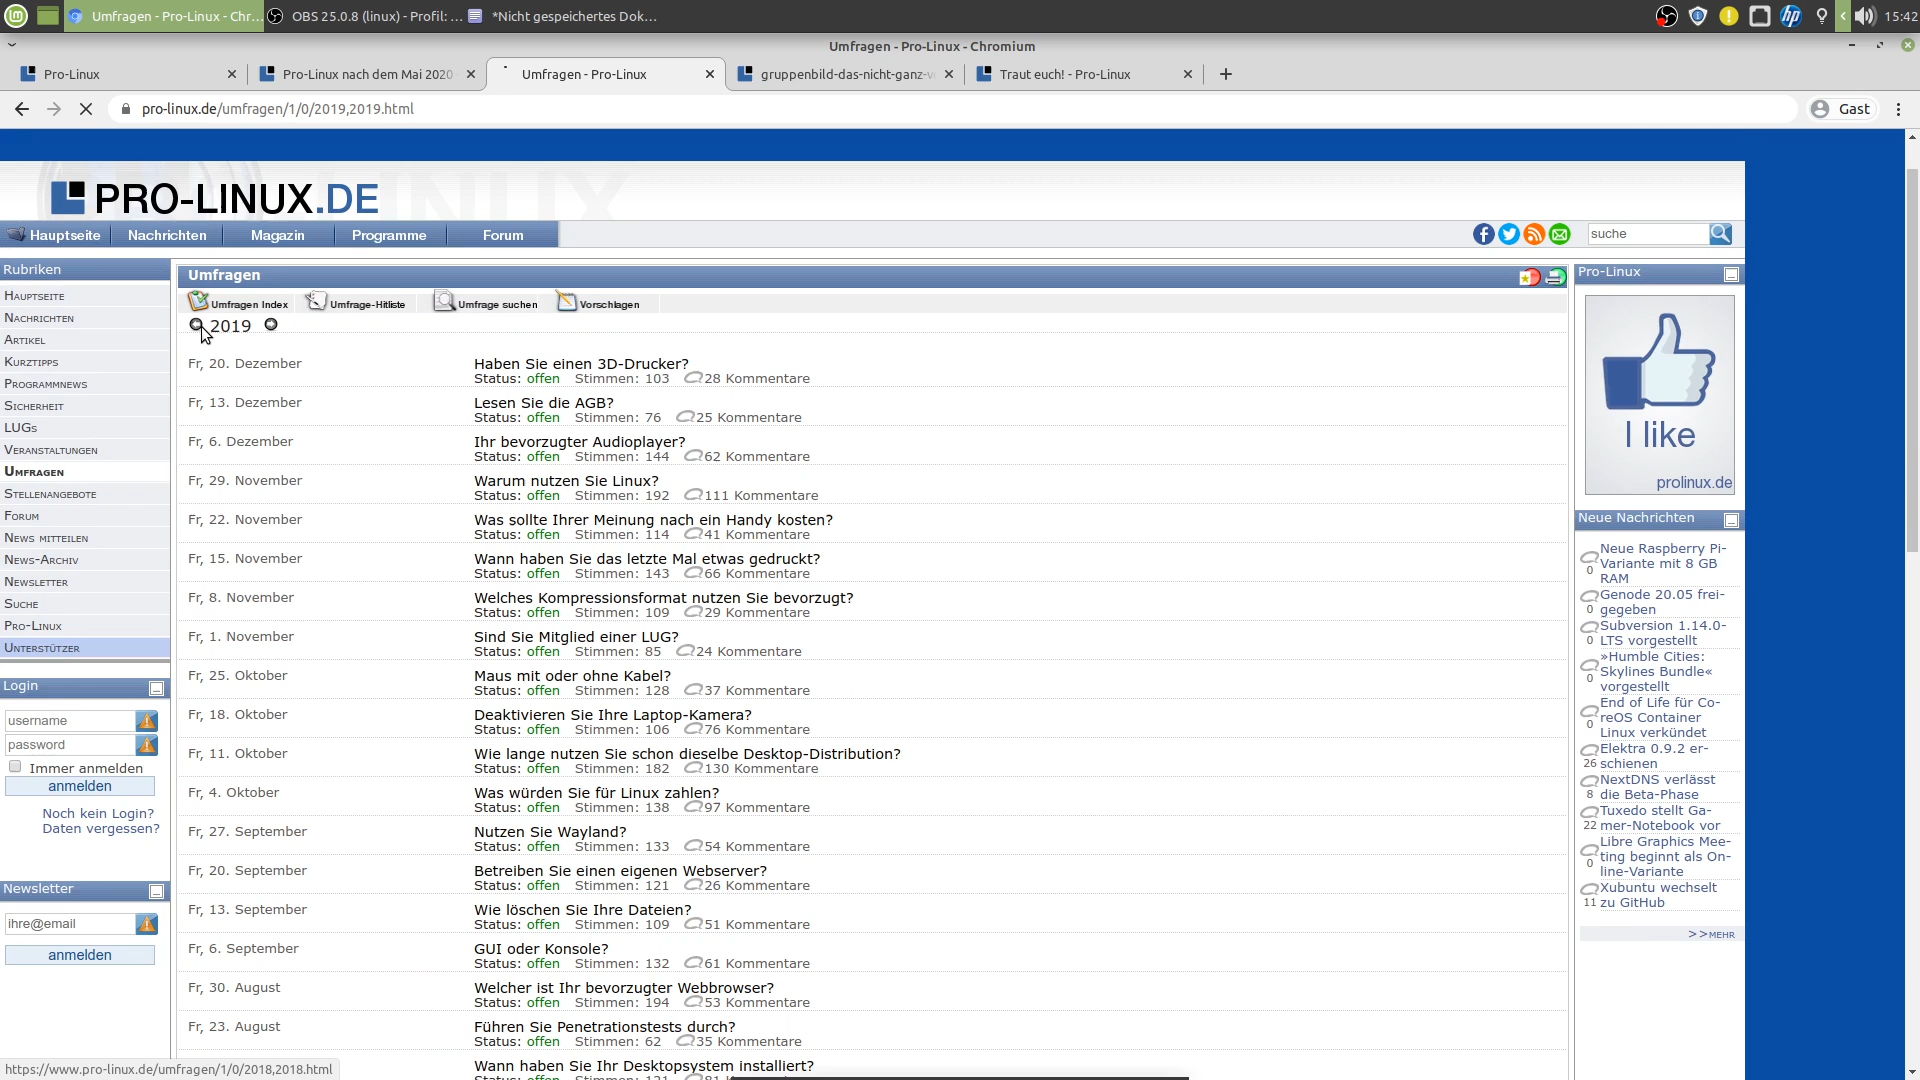 Umfragen - Pro-Linux - Chr...
OBS 25.0.8 (linux) - Profil: ...
*Nicht gespeichertes Dok...
15:42
Umfragen - Pro-Linux - Chromium
Pro-Linux
Pro-Linux nach dem Mai 2020
Umfragen - Pro-Linux
gruppenbild-das-nicht-ganz-v
Traut euch! - Pro-Linux
pro-linux.de/umfragen/1/0/2019,2019.html
Gast
PRO-LINUX.DE
Hauptseite
Nachrichten
Magazin
Programme
Forum
suche
Rubriken
Hauptseite
Nachrichten
Artikel
Kurztipps
Programmnews
Sicherheit
LUGs
Veranstaltungen
Umfragen
Stellenangebote
Forum
News mitteilen
News-Archiv
Newsletter
Suche
Pro-Linux
Unterstützer
Login
username
password
Immer anmelden
anmelden
Noch kein Login?
Daten vergessen?
Newsletter
ihre@email
anmelden
Umfragen
Umfragen Index
Umfrage-Hitliste
Umfrage suchen
Vorschlagen
2019
Fr, 20. Dezember
Haben Sie einen 3D-Drucker?
Status: offen Stimmen: 103 28 Kommentare
Fr, 13. Dezember
Lesen Sie die AGB?
Status: offen Stimmen: 76 25 Kommentare
Fr, 6. Dezember
Ihr bevorzugter Audioplayer?
Status: offen Stimmen: 144 62 Kommentare
Fr, 29. November
Warum nutzen Sie Linux?
Status: offen Stimmen: 192 111 Kommentare
Fr, 22. November
Was sollte Ihrer Meinung nach ein Handy kosten?
Status: offen Stimmen: 114 41 Kommentare
Fr, 15. November
Wann haben Sie das letzte Mal etwas gedruckt?
Status: offen Stimmen: 143 66 Kommentare
Fr, 8. November
Welches Kompressionsformat nutzen Sie bevorzugt?
Status: offen Stimmen: 109 29 Kommentare
Fr, 1. November
Sind Sie Mitglied einer LUG?
Status: offen Stimmen: 85 24 Kommentare
Fr, 25. Oktober
Maus mit oder ohne Kabel?
Status: offen Stimmen: 128 37 Kommentare
Fr, 18. Oktober
Deaktivieren Sie Ihre Laptop-Kamera?
Status: offen Stimmen: 106 76 Kommentare
Fr, 11. Oktober
Wie lange nutzen Sie schon dieselbe Desktop-Distribution?
Status: offen Stimmen: 182 130 Kommentare
Fr, 4. Oktober
Was würden Sie für Linux zahlen?
Status: offen Stimmen: 138 97 Kommentare
Fr, 27. September
Nutzen Sie Wayland?
Status: offen Stimmen: 133 54 Kommentare
Fr, 20. September
Betreiben Sie einen eigenen Webserver?
Status: offen Stimmen: 121 26 Kommentare
Fr, 13. September
Wie löschen Sie Ihre Dateien?
Status: offen Stimmen: 109 51 Kommentare
Fr, 6. September
GUI oder Konsole?
Status: offen Stimmen: 132 61 Kommentare
Fr, 30. August
Welcher ist Ihr bevorzugter Webbrowser?
Status: offen Stimmen: 194 53 Kommentare
Fr, 23. August
Führen Sie Penetrationstests durch?
Status: offen Stimmen: 62 35 Kommentare
Wann haben Sie Ihr Desktopsystem installiert?
Pro-Linux
I like
prolinux.de
Neue Nachrichten
Neue Raspberry Pi-
Variante mit 8 GB
RAM
0
Genode 20.05 frei-
0 gegeben
Subversion 1.14.0-
0 LTS vorgestellt
»Humble Cities:
Skylines Bundle«
0
vorgestellt
End of Life für Co-
reOS Container
0
Linux verkündet
Elektra 0.9.2 er-
26 schienen
NextDNS verlässt
8 die Beta-Phase
Tuxedo stellt Ga-
22 mer-Notebook vor
Libre Graphics Mee-
ting beginnt als On-
0
line-Variante
Xubuntu wechselt
11 zu GitHub
>>mehr
https://www.pro-linux.de/umfragen/1/0/2018,2018.html